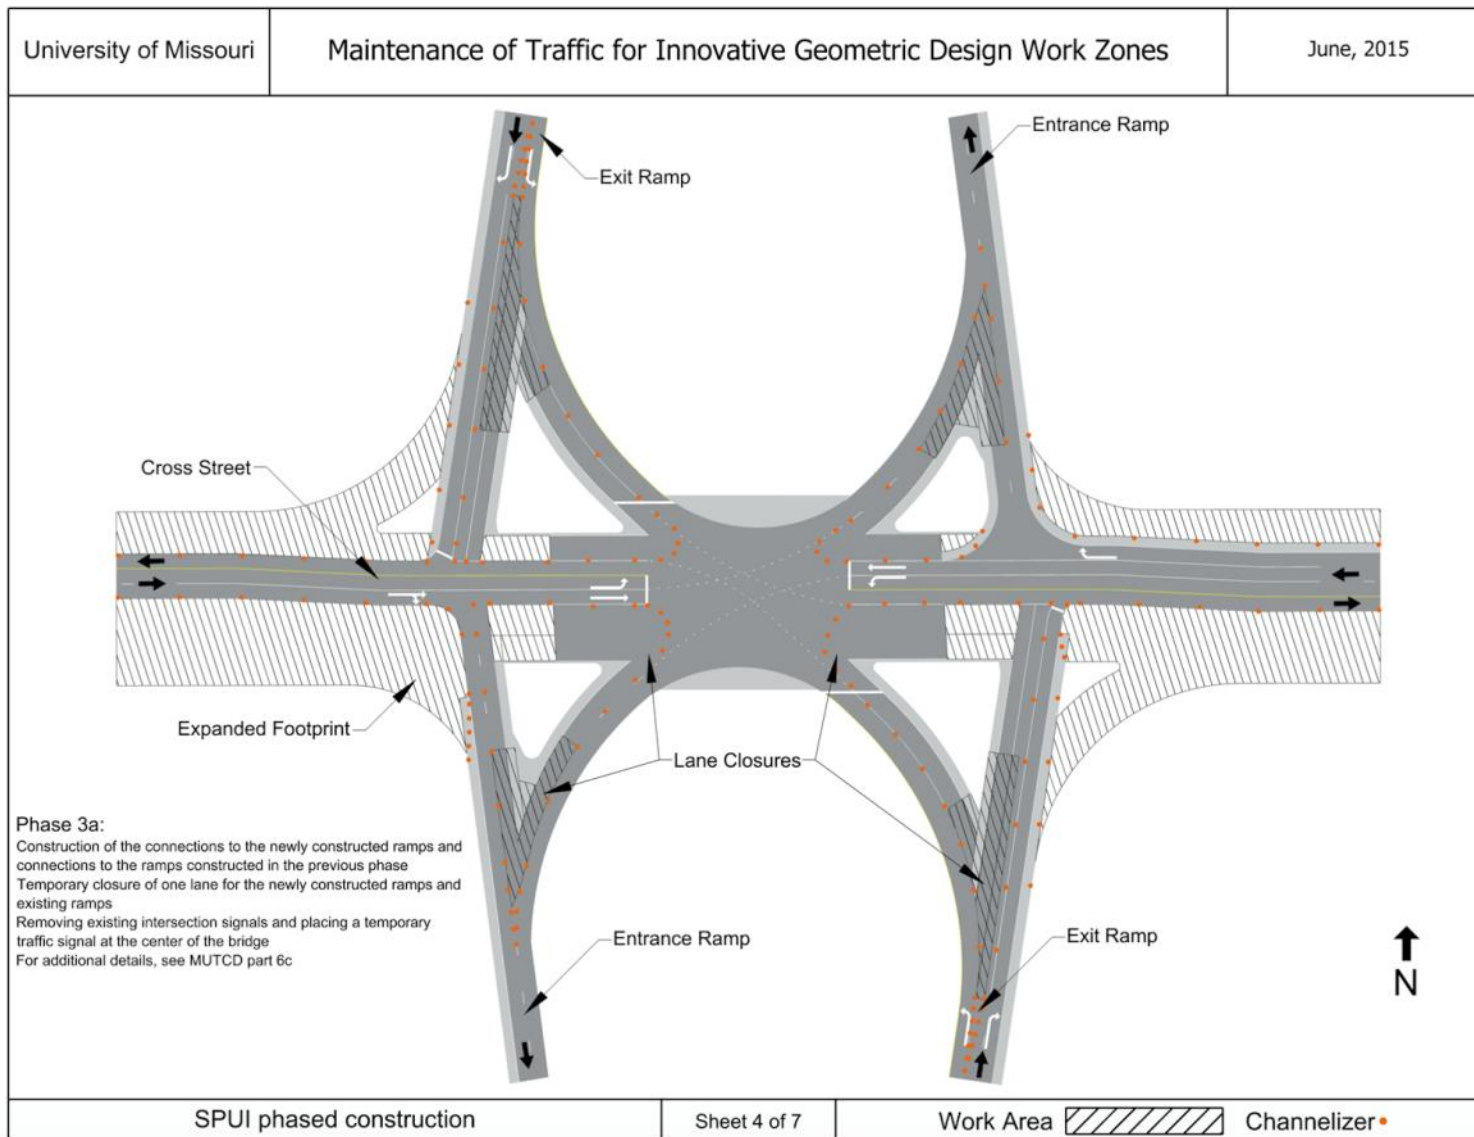 University of Missouri
Maintenance of Traffic for Innovative Geometric Design Work Zones
June, 2015
Entrance Ramp
Exit Ramp
Cross Street
Expanded Footprint
Lane Closures
Phase 3a:
Construction of the connections to the newly constructed ramps and
connections to the ramps constructed in the previous phase
Temporary closure of one lane for the newly constructed ramps and
existing ramps
Removing existing intersection signals and placing a temporary
traffic signal at the center of the bridge
For additional details, see MUTCD part 6c
Entrance Ramp
Exit Ramp
N
SPUI phased construction
Sheet 4 of 7
Work Area
Channelizer